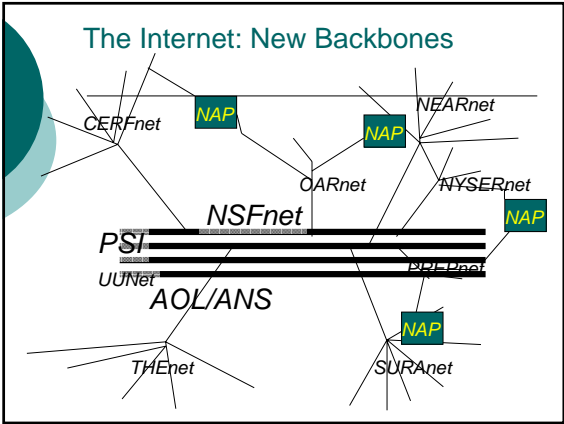 The Internet: New Backbones
NEARnet
NAP
CERFnet
NAP
OARnet
NYSERnet
NSFnet
NAP
PSI
PREPnet
UUNet
AOL/ANS
NAP
THEnet
SURAnet